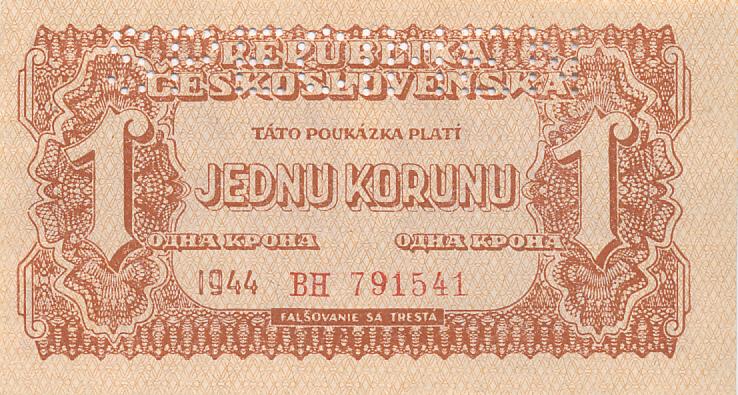 REPUBLIKA
ČESKOSLOVENSKÁ
TÁTO POUKÁZKA PLATÍ
1 JEDNU KORUNU 1
ОДНА КРОНА ОДНА КРОНА
1944 BH 791541
FALŠOVANIE SA TRESTÁ